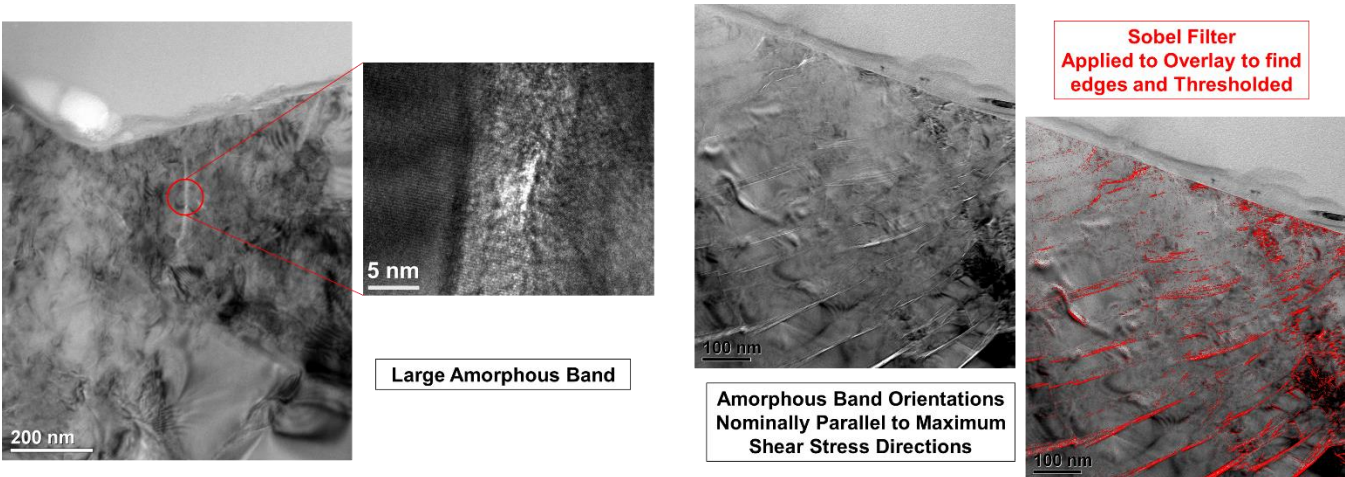 200 nm
5 nm
Large Amorphous Band
100 nm
Amorphous Band Orientations
Nominally Parallel to Maximum
Shear Stress Directions
Sobel Filter
Applied to Overlay to find
edges and Thresholded
100 nm